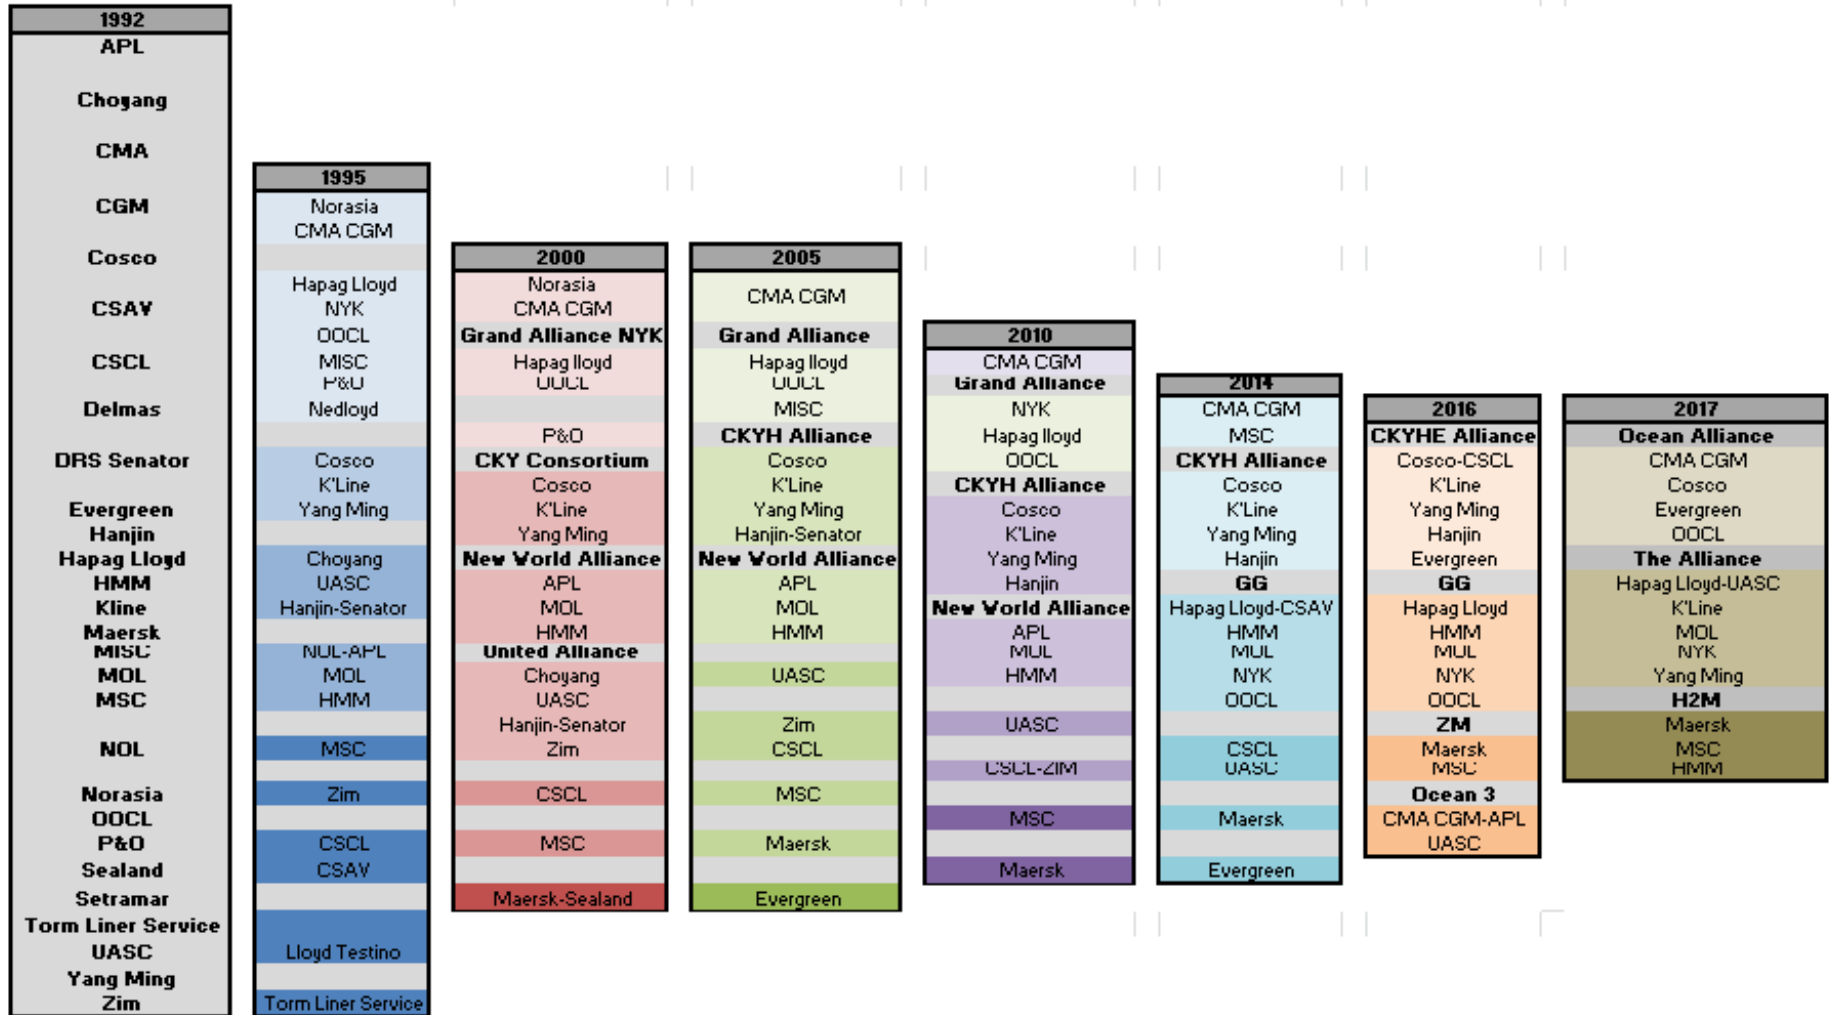 1992
APL
Choyang
CMA
CGM
Cosco
CSAV
CSCL
Delmas
DRS Senator
Evergreen
Hanjin
Hapag Lloyd
HMM
Kline
Maersk
MISC
MOL
MSC
NOL
Norasia
OOCL
P&O
Sealand
Setramar
Torm Liner Service
UASC
Yang Ming
Zim
1995
Norasia
CMA CGM
Hapag Lloyd
NYK
OOCL
MISC
P&O
Nedloyd
Cosco
K'Line
Yang Ming
Choyang
UASC
Hanjin-Senator
NOL-APL
MOL
HMM
MSC
Zim
CSCL
CSAV
Lloyd Testino
Torm Liner Service
2000
Norasia
CMA CGM
Grand Alliance NYK
Hapag lloyd
OOCL
P&O
CKY Consortium
Cosco
K'Line
Yang Ming
New World Alliance
APL
MOL
HMM
United Alliance
Choyang
UASC
Hanjin-Senator
Zim
CSCL
MSC
Maersk-Sealand
2005
CMA CGM
Grand Alliance
Hapag lloyd
OOCL
MISC
CKYH Alliance
Cosco
K'Line
Yang Ming
Hanjin-Senator
New World Alliance
APL
MOL
HMM
UASC
Zim
CSCL
MSC
Maersk
Evergreen
2010
CMA CGM
Grand Alliance
NYK
Hapag lloyd
OOCL
CKYH Alliance
Cosco
K'Line
Yang Ming
Hanjin
New World Alliance
APL
MOL
HMM
UASC
CSCL-ZIM
MSC
Maersk
2014
CMA CGM
MSC
CKYH Alliance
Cosco
K'Line
Yang Ming
Hanjin
GG
Hapag Lloyd-CSAV
HMM
MOL
NYK
OOCL
CSCL
UASC
Maersk
Evergreen
2016
CKYHE Alliance
Cosco-CSCL
K'Line
Yang Ming
Hanjin
Evergreen
GG
Hapag Lloyd
HMM
MOL
NYK
OOCL
ZM
Maersk
MSC
Ocean 3
CMA CGM-APL
UASC
2017
Ocean Alliance
CMA CGM
Cosco
Evergreen
OOCL
The Alliance
Hapag Lloyd-UASC
K'Line
MOL
NYK
Yang Ming
H2M
Maersk
MSC
HMM